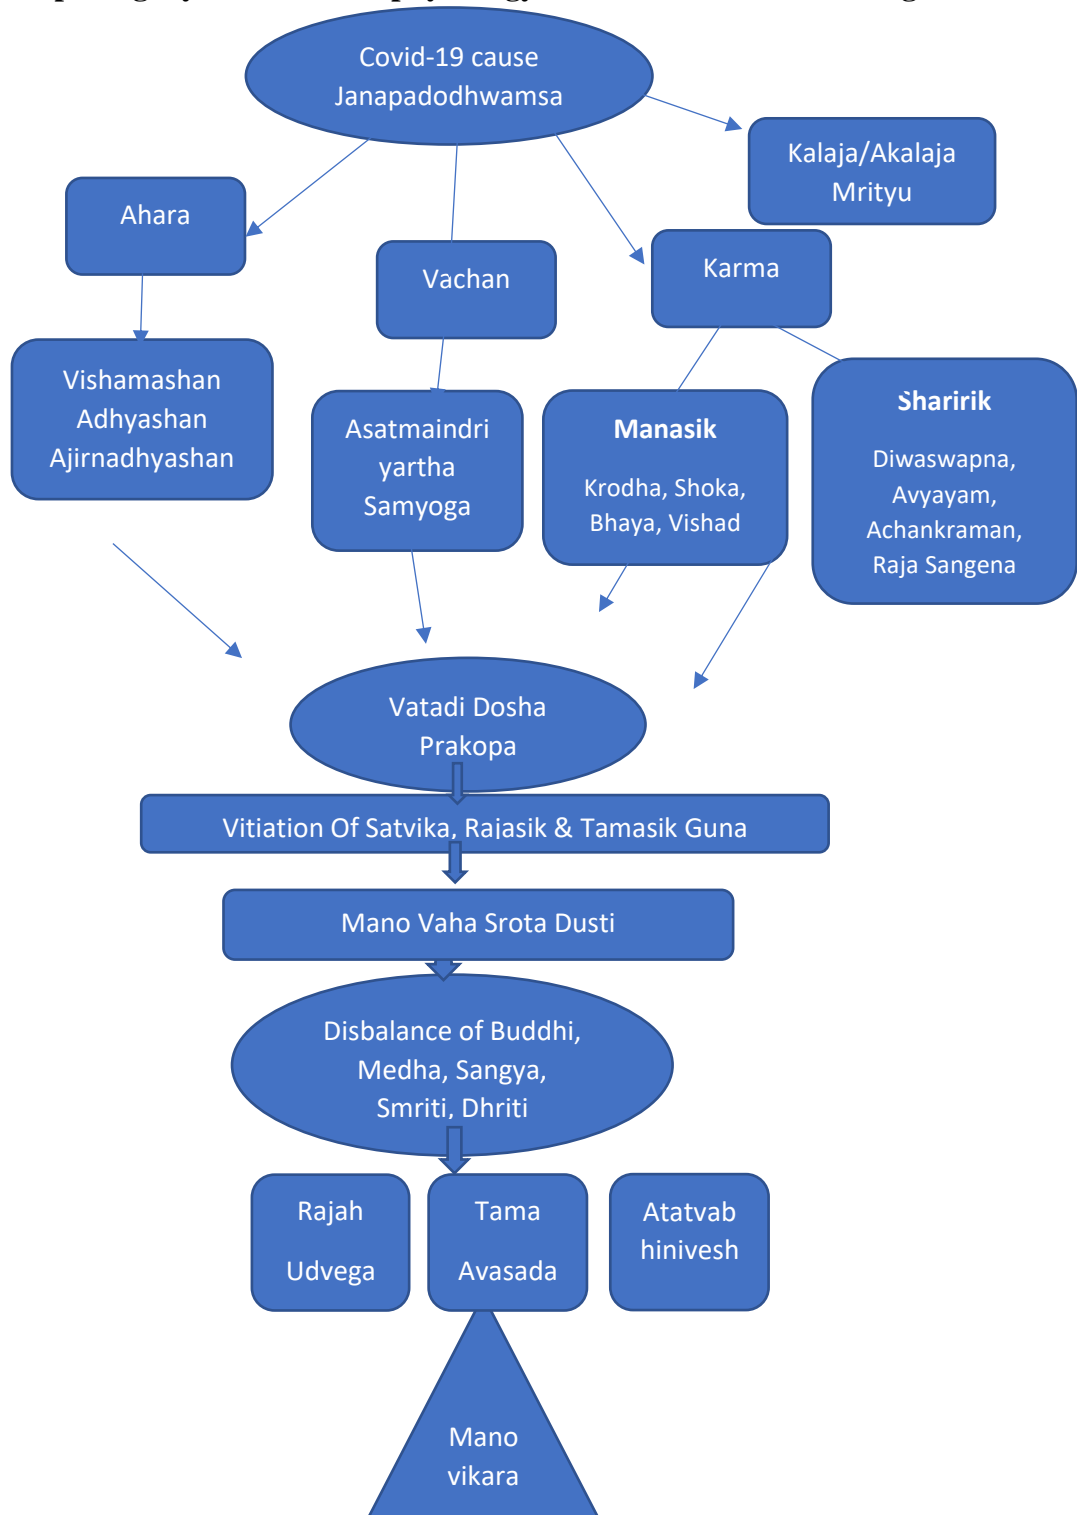 Covid-19 cause
Janapadodhwamsa
Kalaja/Akalaja
Mrityu
Ahara
Vachan
Karma
Vishamashan
Adhyashan
Ajirnadhyashan
Asatmaindri
yartha
Samyoga
Manasik
Krodha, Shoka,
Bhaya, Vishad
Sharirik
Diwaswapna,
Avyayam,
Achankraman,
Raja Sangena
Vatadi Dosha
Prakopa
Vitiation Of Satvika, Rajasik & Tamasik Guna
Mano Vaha Srota Dusti
Disbalance of Buddhi,
Medha, Sangya,
Smriti, Dhriti
Rajah
Udvega
Tama
Avasada
Atatvab
hinivesh
Mano
vikara